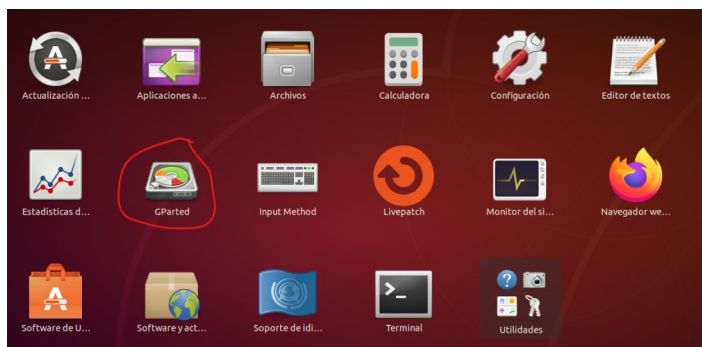 Actualización ...
Aplicaciones a...
Archivos
Calculadora
Configuración
Editor de textos
Estadísticas d...
GParted
Input Method
Livepatch
Monitor del si...
Navegador we...
Software de U...
Software y act...
Soporte de idi...
Terminal
Utilidades